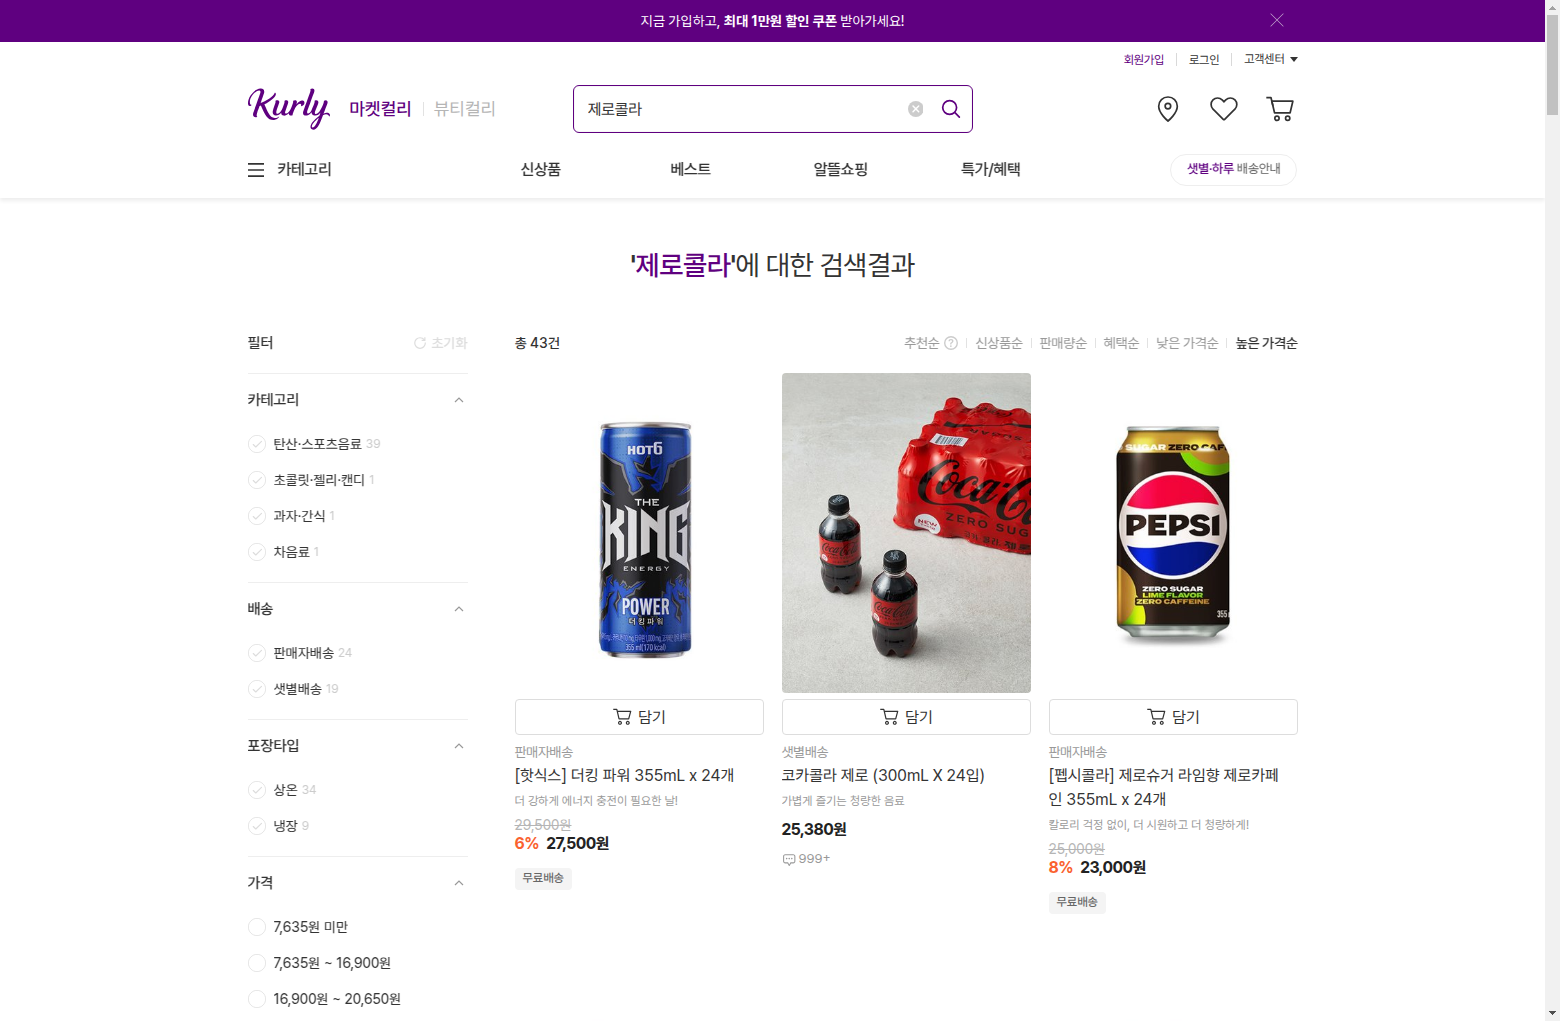 지금 가입하고, 최대 1만원 할인 쿠폰 받아가세요!
회원가입
로그인
고객센터
Kurly
마켓컬리
뷰티컬리
제로콜라
카테고리
신상품
베스트
알뜰쇼핑
특가/혜택
샛별·하루 배송안내
'제로콜라'에 대한 검색결과
필터
초기화
총 43건
추천순
신상품순
판매량순
혜택순
낮은 가격순
높은 가격순
카테고리
탄산·스포츠음료 39
초콜릿·젤리·캔디 1
과자·간식 1
차음료 1
배송
판매자배송 24
샛별배송 19
포장타입
상온 34
냉장 9
가격
7,635원 미만
7,635원 ~ 16,900원
16,900원 ~ 20,650원
HOT6
THE
KING
ENERGY
POWER
더킹파워
355 ml(170 kcal)
담기
판매자배송
[핫식스] 더킹 파워 355mL x 24개
더 강하게 에너지 충전이 필요한 날!
29,500원
6% 27,500원
무료배송
Coca-Co
ZERO SUG
NEW
담기
샛별배송
코카콜라 제로 (300mL X 24입)
가볍게 즐기는 청량한 음료
25,380원
999+
SUGAR ZERO CAF
PEPSI
ZERO SUGAR
LIME FLAVOR
ZERO CAFFEINE
355
담기
판매자배송
[펩시콜라] 제로슈거 라임향 제로카페
인 355mL x 24개
칼로리 걱정 없이, 더 시원하고 더 청량하게!
25,000원
8% 23,000원
무료배송